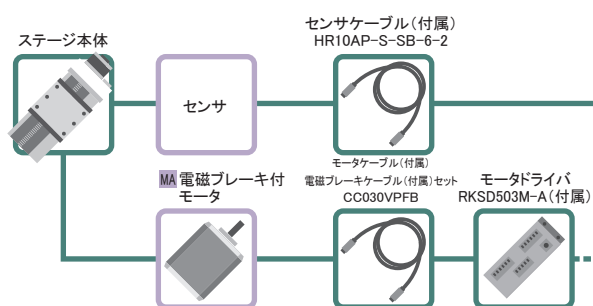 センサケーブル（付属）
HR10AP-S-SB-6-2
ステージ本体
センサ
モータケーブル（付属）
電磁ブレーキケーブル（付属）セット
CC030VPFB
MA 電磁ブレーキ付
モータ
モータドライバ
RKSD503M-A（付属）